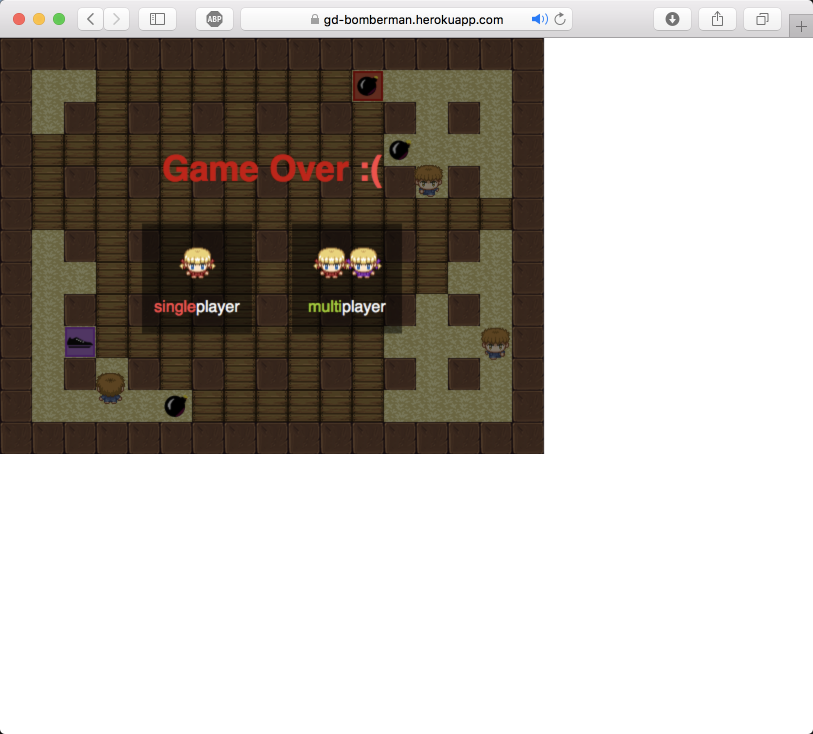 ABP
gd-bomberman.herokuapp.com
Game Over :(
singleplayer
multiplayer